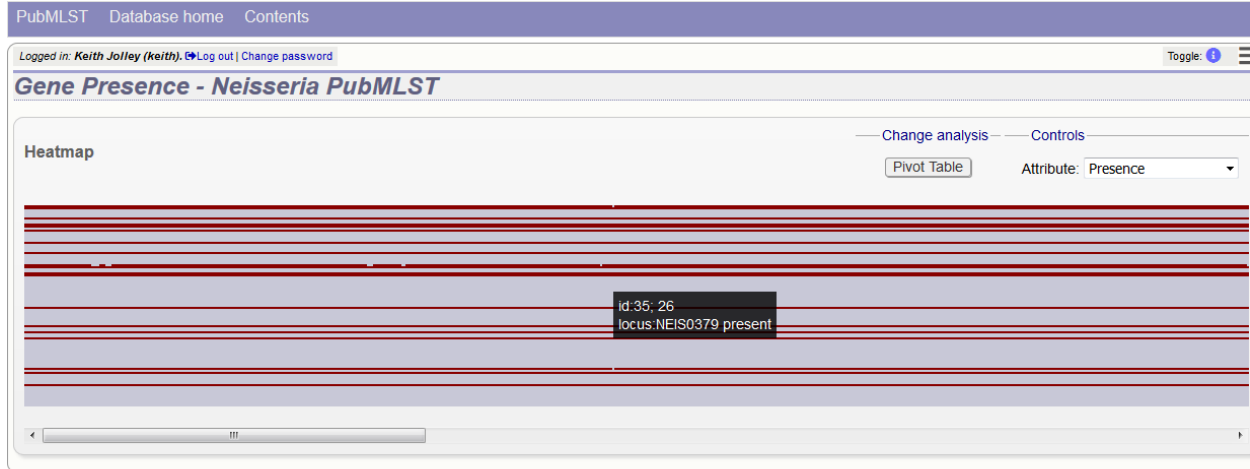 PubMLST Database home Contents
Logged in: Keith Jolley (keith). Log out | Change password Toggle: i
Gene Presence - Neisseria PubMLST
Change analysis Controls
Heatmap
Pivot Table Attribute: Presence
id:35; 26
locus:NEIS0379 present